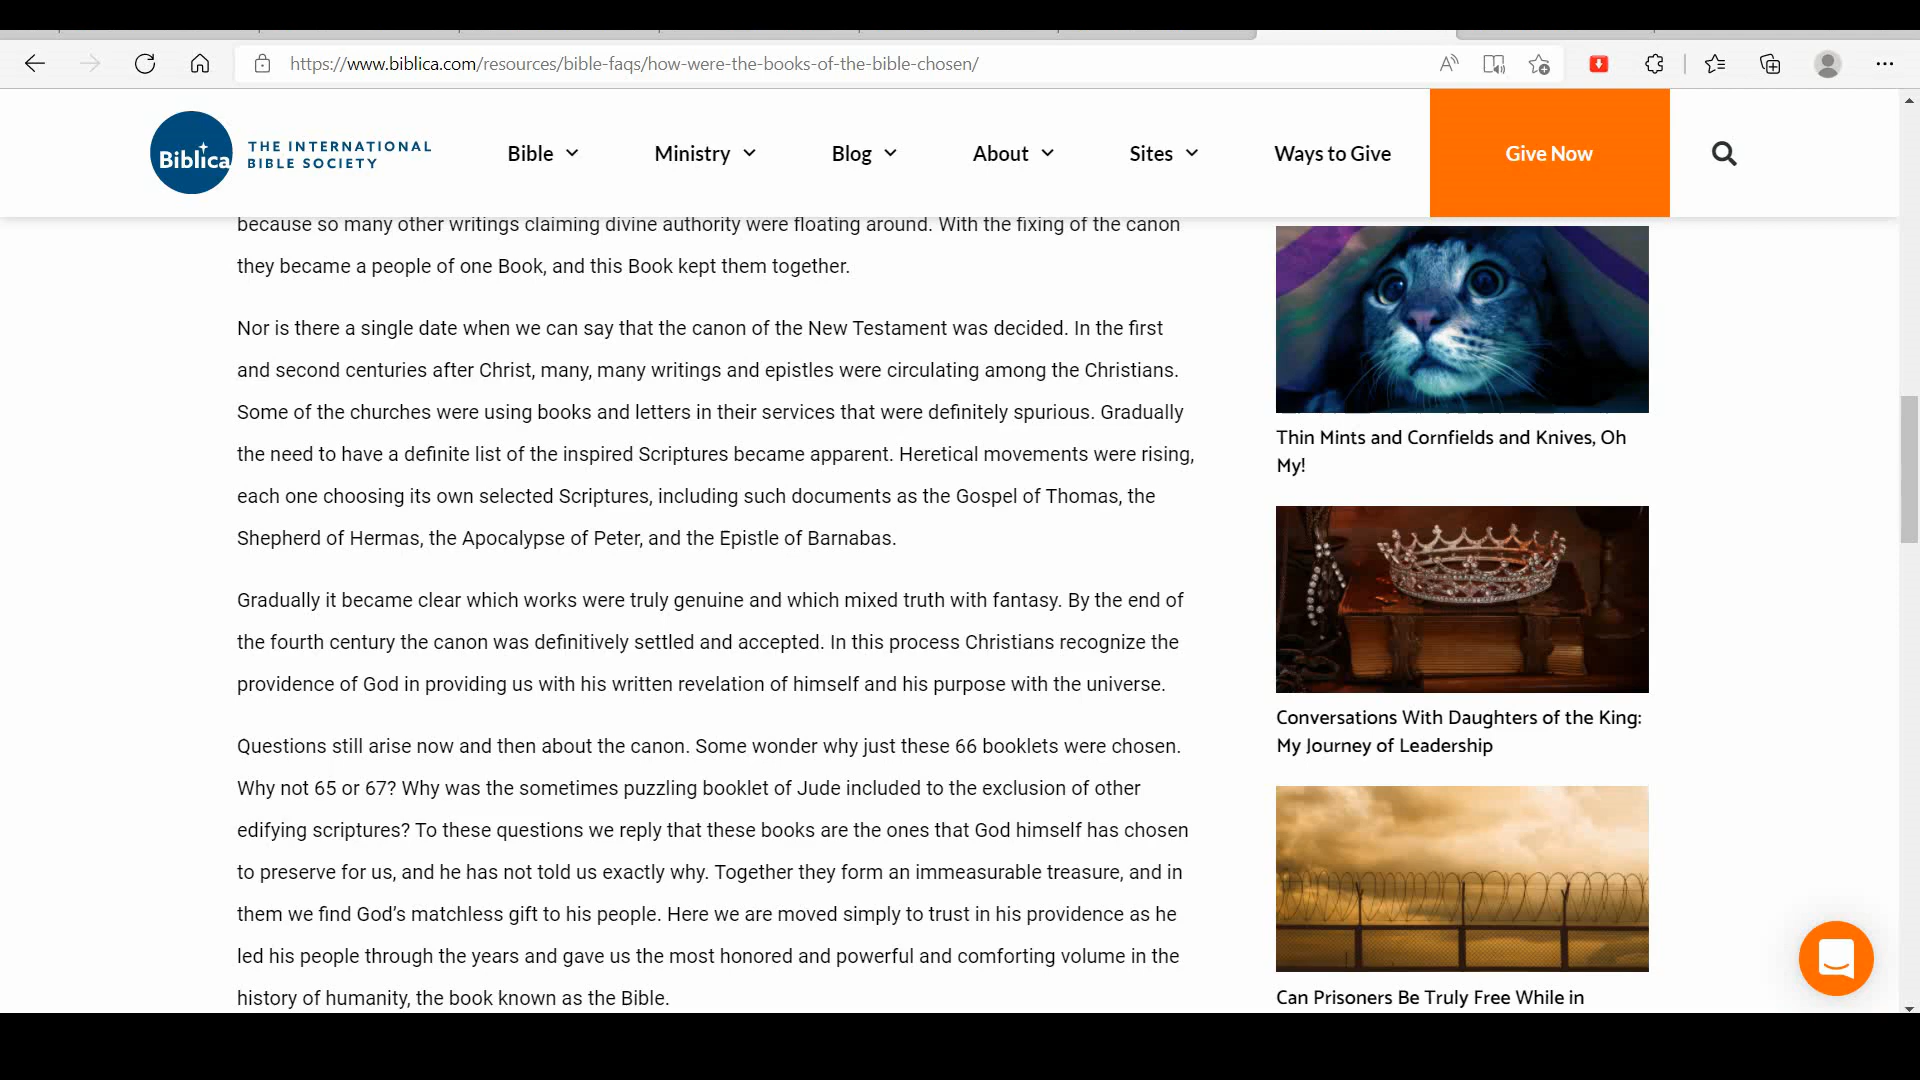 https://www.biblica.com/resources/bible-faqs/how-were-the-books-of-the-bible-chosen/
Biblica
THE INTERNATIONAL
BIBLE SOCIETY
Bible
Ministry
Blog
About
Sites
Ways to Give
Give Now
because so many other writings claiming divine authority were floating around. With the fixing of the canon
they became a people of one Book, and this Book kept them together.
Nor is there a single date when we can say that the canon of the New Testament was decided. In the first
and second centuries after Christ, many, many writings and epistles were circulating among the Christians.
Some of the churches were using books and letters in their services that were definitely spurious. Gradually
the need to have a definite list of the inspired Scriptures became apparent. Heretical movements were rising,
each one choosing its own selected Scriptures, including such documents as the Gospel of Thomas, the
Shepherd of Hermas, the Apocalypse of Peter, and the Epistle of Barnabas.
Gradually it became clear which works were truly genuine and which mixed truth with fantasy. By the end of
the fourth century the canon was definitively settled and accepted. In this process Christians recognize the
providence of God in providing us with his written revelation of himself and his purpose with the universe.
Questions still arise now and then about the canon. Some wonder why just these 66 booklets were chosen.
Why not 65 or 67? Why was the sometimes puzzling booklet of Jude included to the exclusion of other
edifying scriptures? To these questions we reply that these books are the ones that God himself has chosen
to preserve for us, and he has not told us exactly why. Together they form an immeasurable treasure, and in
them we find God’s matchless gift to his people. Here we are moved simply to trust in his providence as he
led his people through the years and gave us the most honored and powerful and comforting volume in the
history of humanity, the book known as the Bible.
Thin Mints and Cornfields and Knives, Oh
My!
Conversations With Daughters of the King:
My Journey of Leadership
Can Prisoners Be Truly Free While in